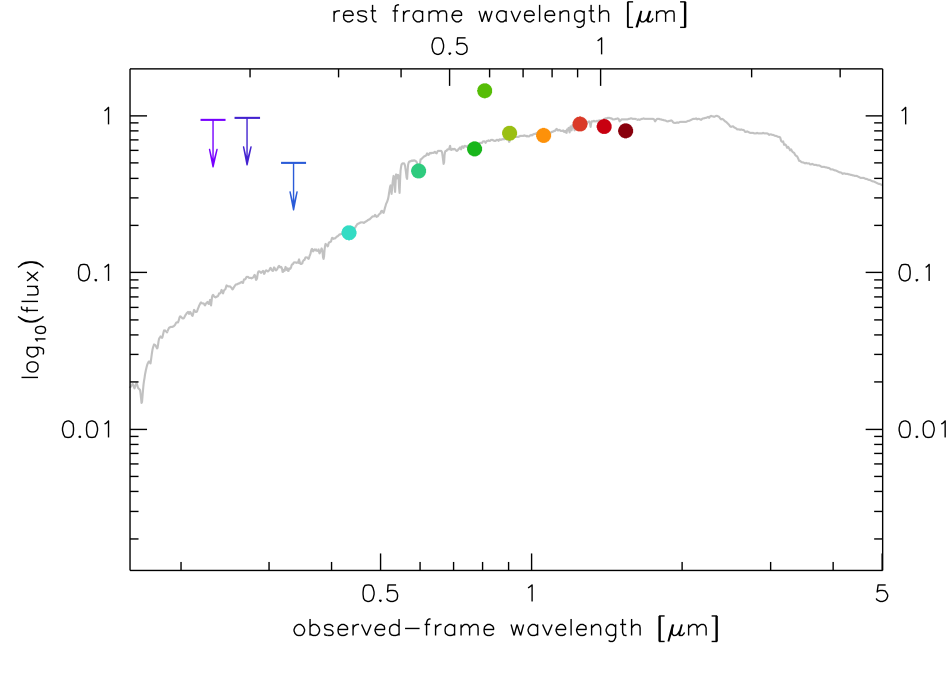 rest frame wavelength [μm]
0.5 1
1 1
0.1 0.1
log10(flux)
0.01 0.01
0.5 1 5
observed-frame wavelength [μm]